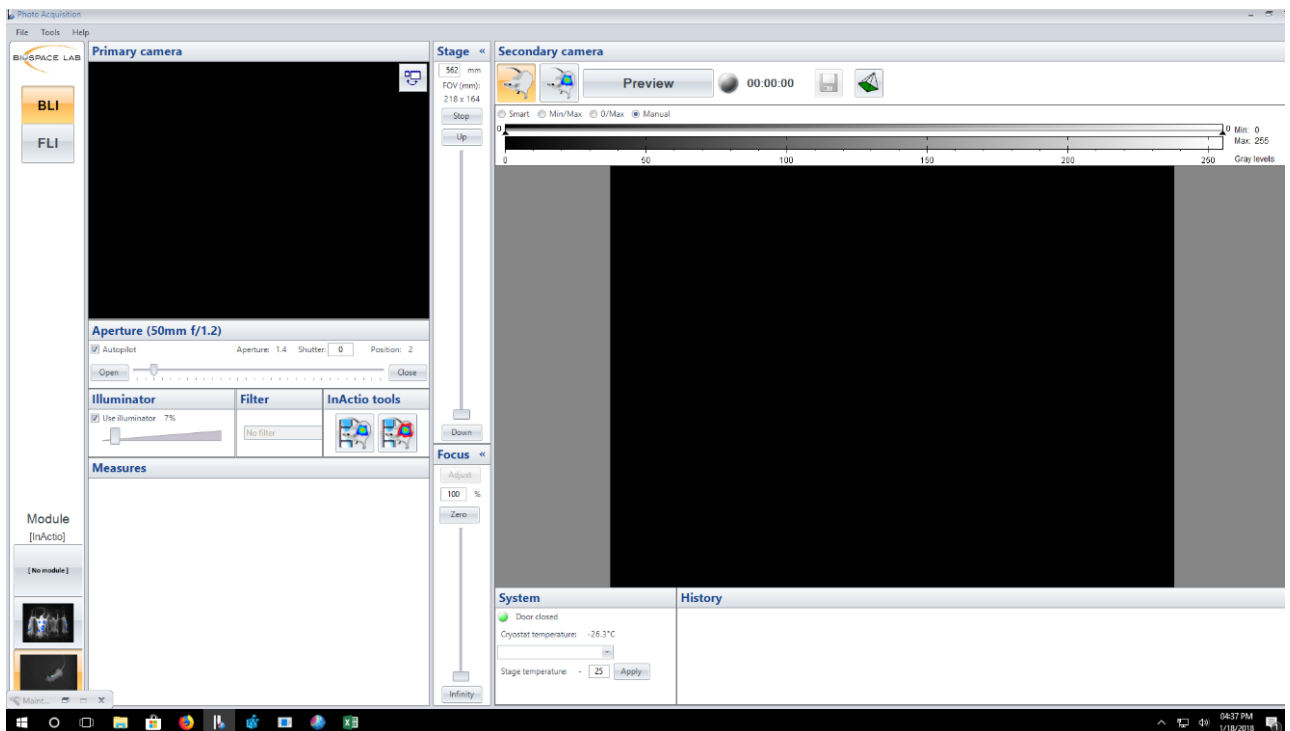 Photo Acquisition
File Tools Help
BIOSPACE LAB
BLI
FLI
Module
[InActio]
[ No module ]
Primary camera
Aperture (50mm f/1.2)
Autopilot Aperture: 1.4 Shutter: 0 Position: 2
Open Close
Illuminator
Use illuminator 7%
Filter
No filter
InActio tools
Measures
Stage «
562 mm
FOV (mm):
218 x 164
Stop
Up
Down
Focus «
Adjust
100 %
Zero
Infinity
Secondary camera
Preview 00:00:00
Smart Min/Max 0/Max Manual
0 0 Min: 0
Max: 255
0 50 100 150 200 250 Gray levels
System
Door closed
Cryostat temperature: -26.3°C
Stage temperature: - 25 Apply
History
Maint...
04:37 PM
1/18/2018